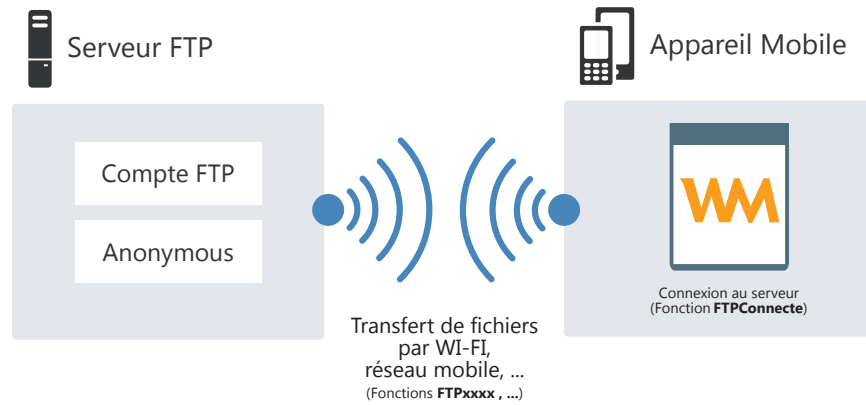 Serveur FTP
Appareil Mobile
Compte FTP
Anonymous
WM
Connexion au serveur
(Fonction FTPConnecte)
Transfert de fichiers
par WI-FI,
réseau mobile, ...
(Fonctions FTPxxxx , ...)